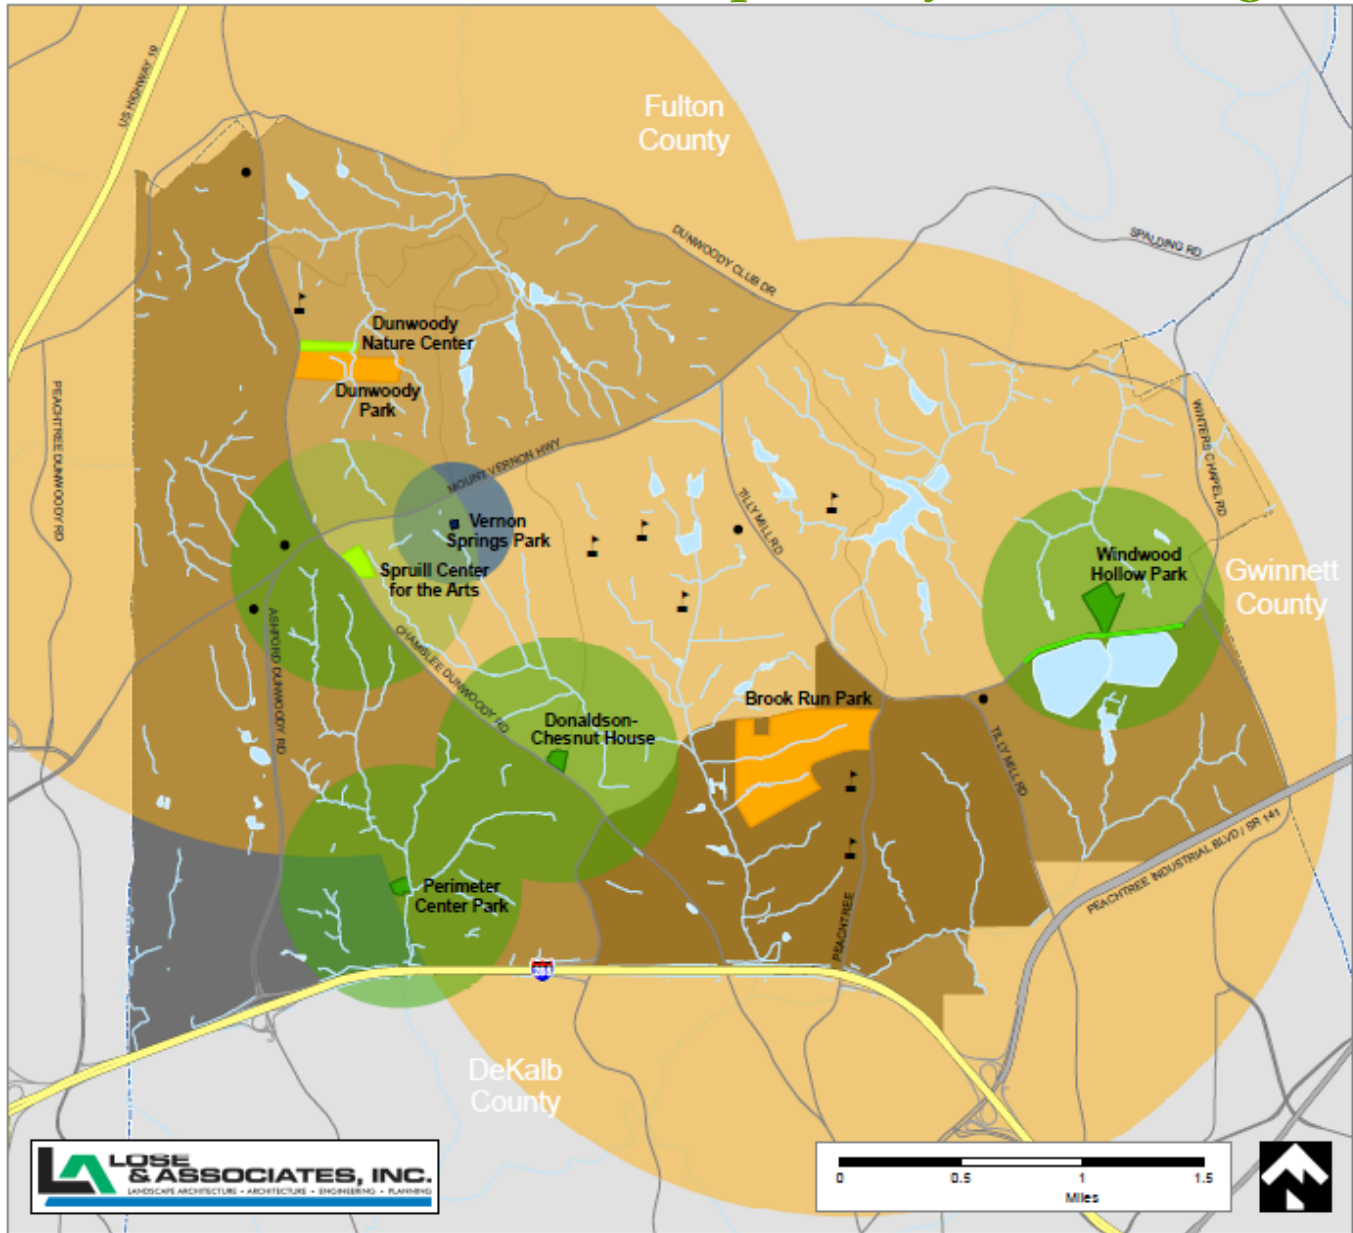 US HIGHWAY 19
Fulton
County
DUNWOODY CLUB DR
SPALDING RD
Dunwoody
Nature Center
Dunwoody
Park
PEACHTREE DUNWOODY RD
MOUNT VERNON HWY
WINTERS CHAPEL RD
TILLY MILL RD
Vernon
Springs Park
Windwood
Hollow Park
Spruill Center
for the Arts
Gwinnett
County
ASHFORD DUNWOODY RD
CHAMBLEE DUNWOODY RD
Brook Run Park
Donaldson-
Chesnut House
TILLY MILL RD
PEACHTREE INDUSTRIAL BLVD / SR 141
Perimeter
Center Park
PEACHTREE
285
DeKalb
County
LA LOSE
& ASSOCIATES, INC.
LANDSCAPE ARCHITECTURE • ARCHITECTURE • ENGINEERING • PLANNING
0 0.5 1 1.5
Miles